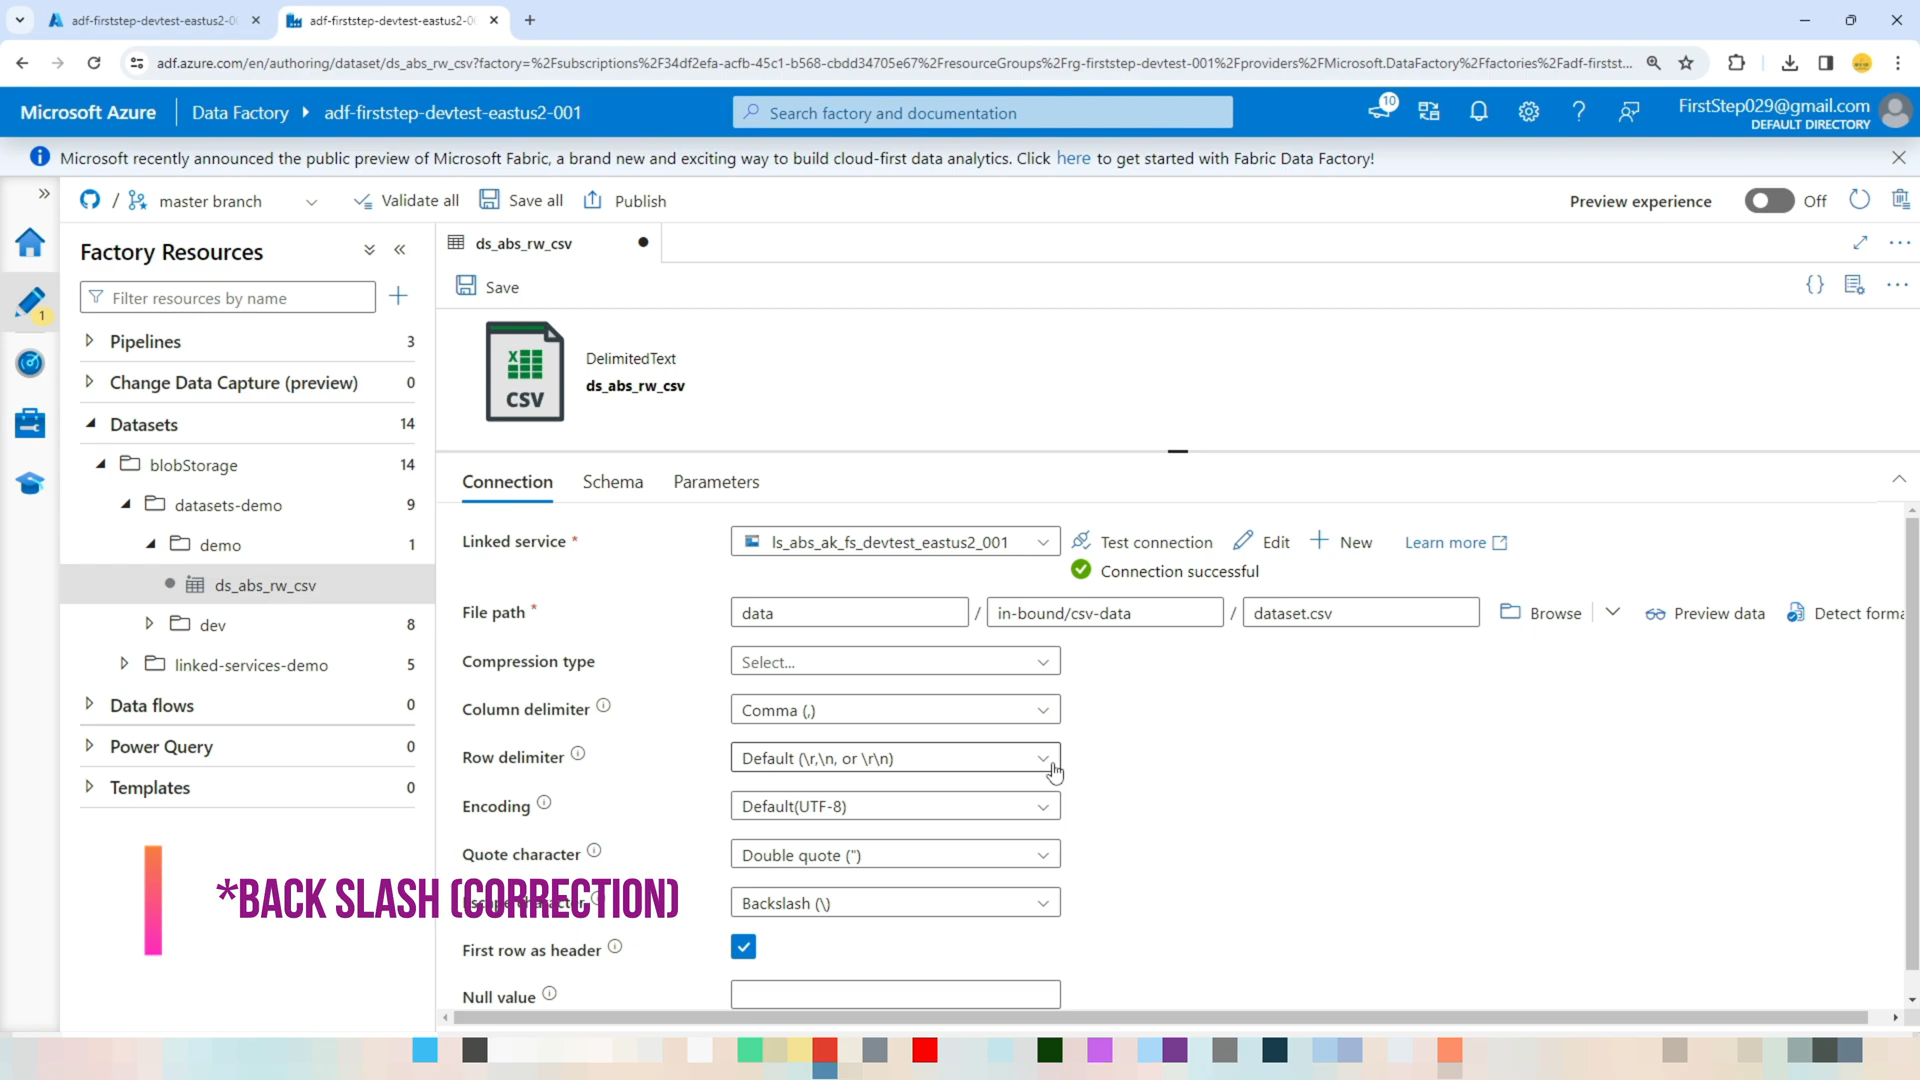 adf-firststep-devtest-eastus2-0
adf-firststep-devtest-eastus2-0
adf.azure.com/en/authoring/dataset/ds_abs_rw_csv?factory=%2Fsubscriptions%2F34df2efa-acfb-45c1-b568-cbdd34705e67%2FresourceGroups%2Frg-firststep-devtest-001%2Fproviders%2FMicrosoft.DataFactory%2Ffactories%2Fadf-firstst...
Microsoft Azure
Data Factory
adf-firststep-devtest-eastus2-001
Search factory and documentation
10
FirstStep029@gmail.com
DEFAULT DIRECTORY
Microsoft recently announced the public preview of Microsoft Fabric, a brand new and exciting way to build cloud-first data analytics. Click here to get started with Fabric Data Factory!
/ master branch
Validate all
Save all
Publish
Preview experience
Off
Factory Resources
ds_abs_rw_csv
Save
Filter resources by name
1
Pipelines 3
Change Data Capture (preview) 0
Datasets 14
blobStorage 14
datasets-demo 9
demo 1
ds_abs_rw_csv
dev 8
linked-services-demo 5
Data flows 0
Power Query 0
Templates 0
X
CSV
DelimitedText
ds_abs_rw_csv
Connection
Schema
Parameters
Linked service *
ls_abs_ak_fs_devtest_eastus2_001
Test connection
Edit
New
Learn more
Connection successful
File path *
data / in-bound/csv-data / dataset.csv
Browse
Preview data
Detect forma
Compression type
Select...
Column delimiter
Comma (,)
Row delimiter
Default (\r,\n, or \r\n)
Encoding
Default(UTF-8)
Quote character
Double quote (")
*BACK SLASH (CORRECTION)
Backslash (\)
First row as header
Null value